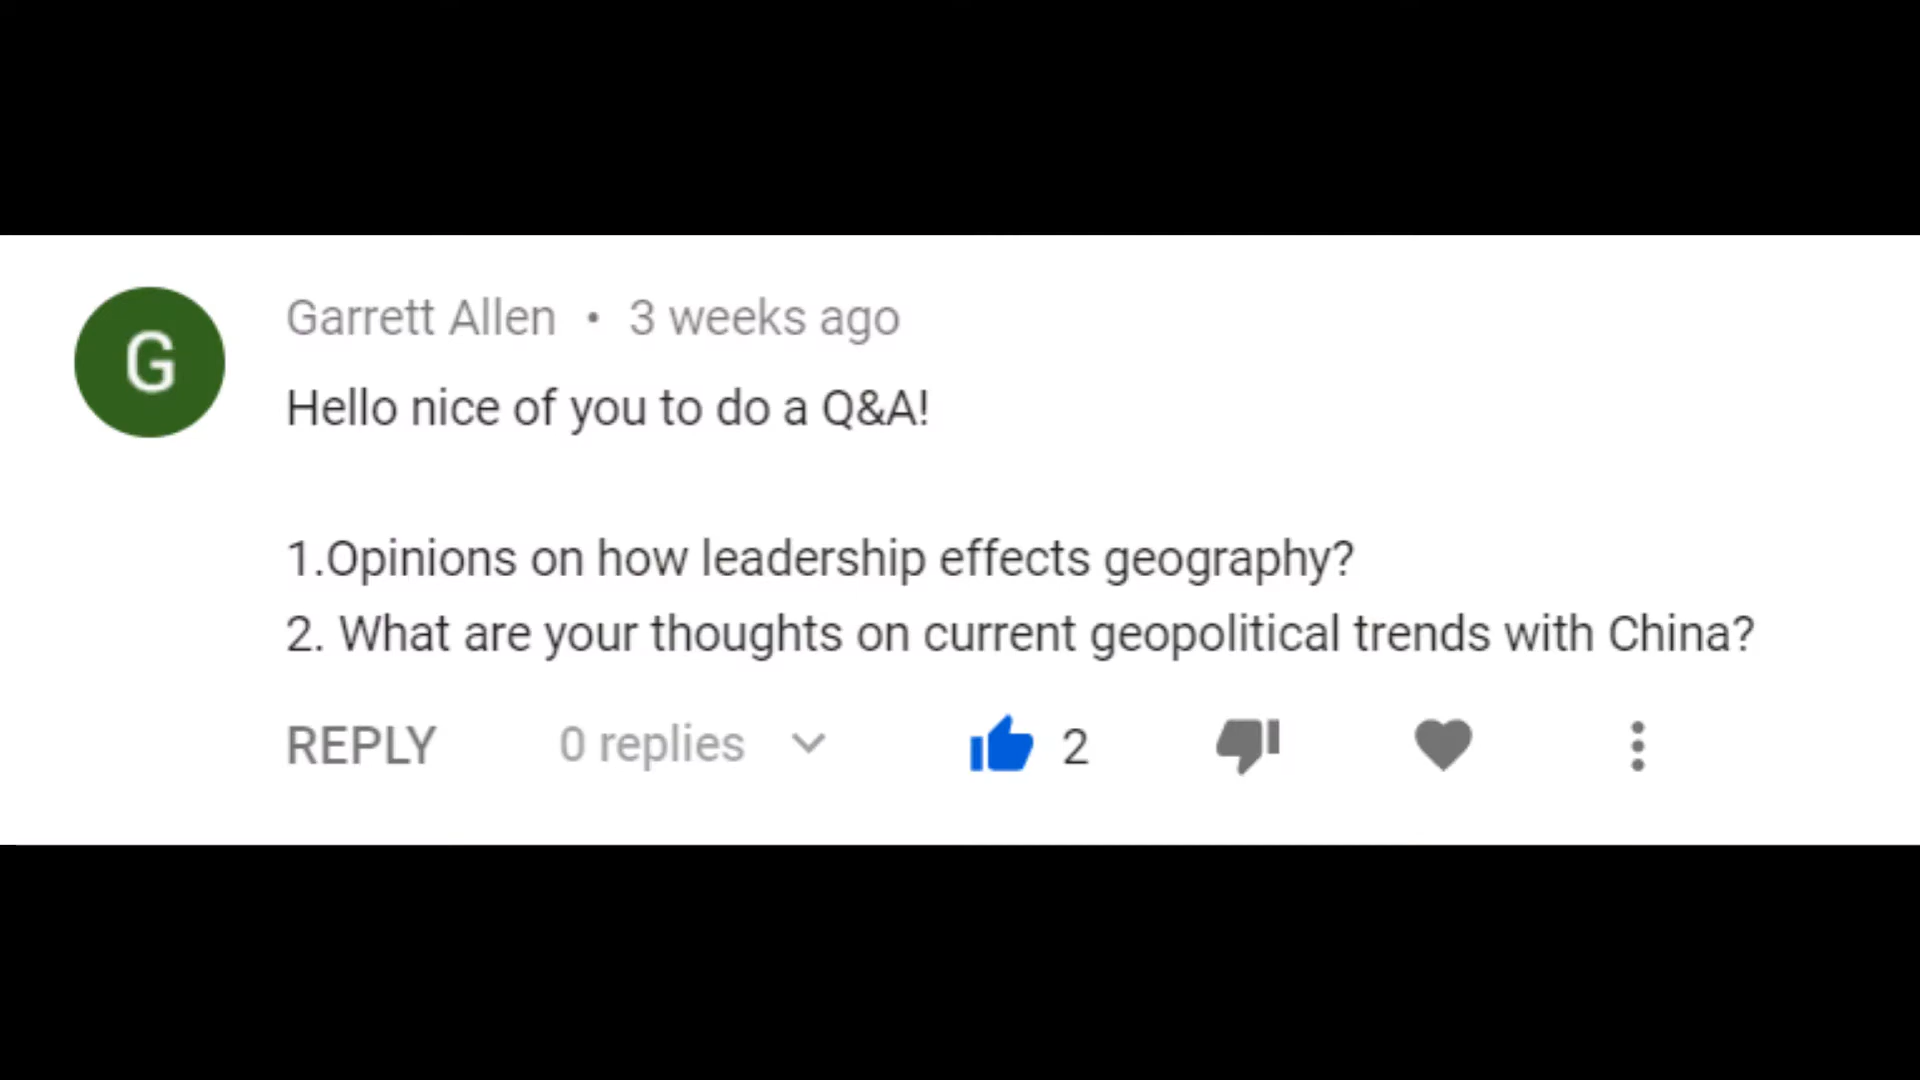 G
Garrett Allen • 3 weeks ago
Hello nice of you to do a Q&A!
1.Opinions on how leadership effects geography?
2. What are your thoughts on current geopolitical trends with China?
REPLY 0 replies 2